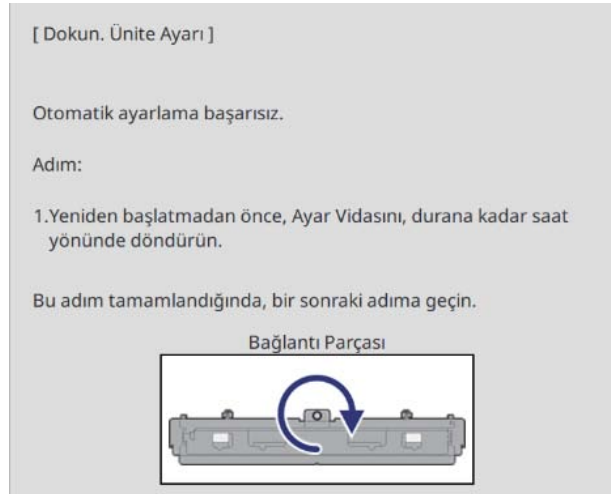 [ Dokun. Ünite Ayarı ]
Otomatik ayarlama başarısız.
Adım:
1.Yeniden başlatmadan önce, Ayar Vidasını, durana kadar saat
yönünde döndürün.
Bu adım tamamlandığında, bir sonraki adıma geçin.
Bağlantı Parçası